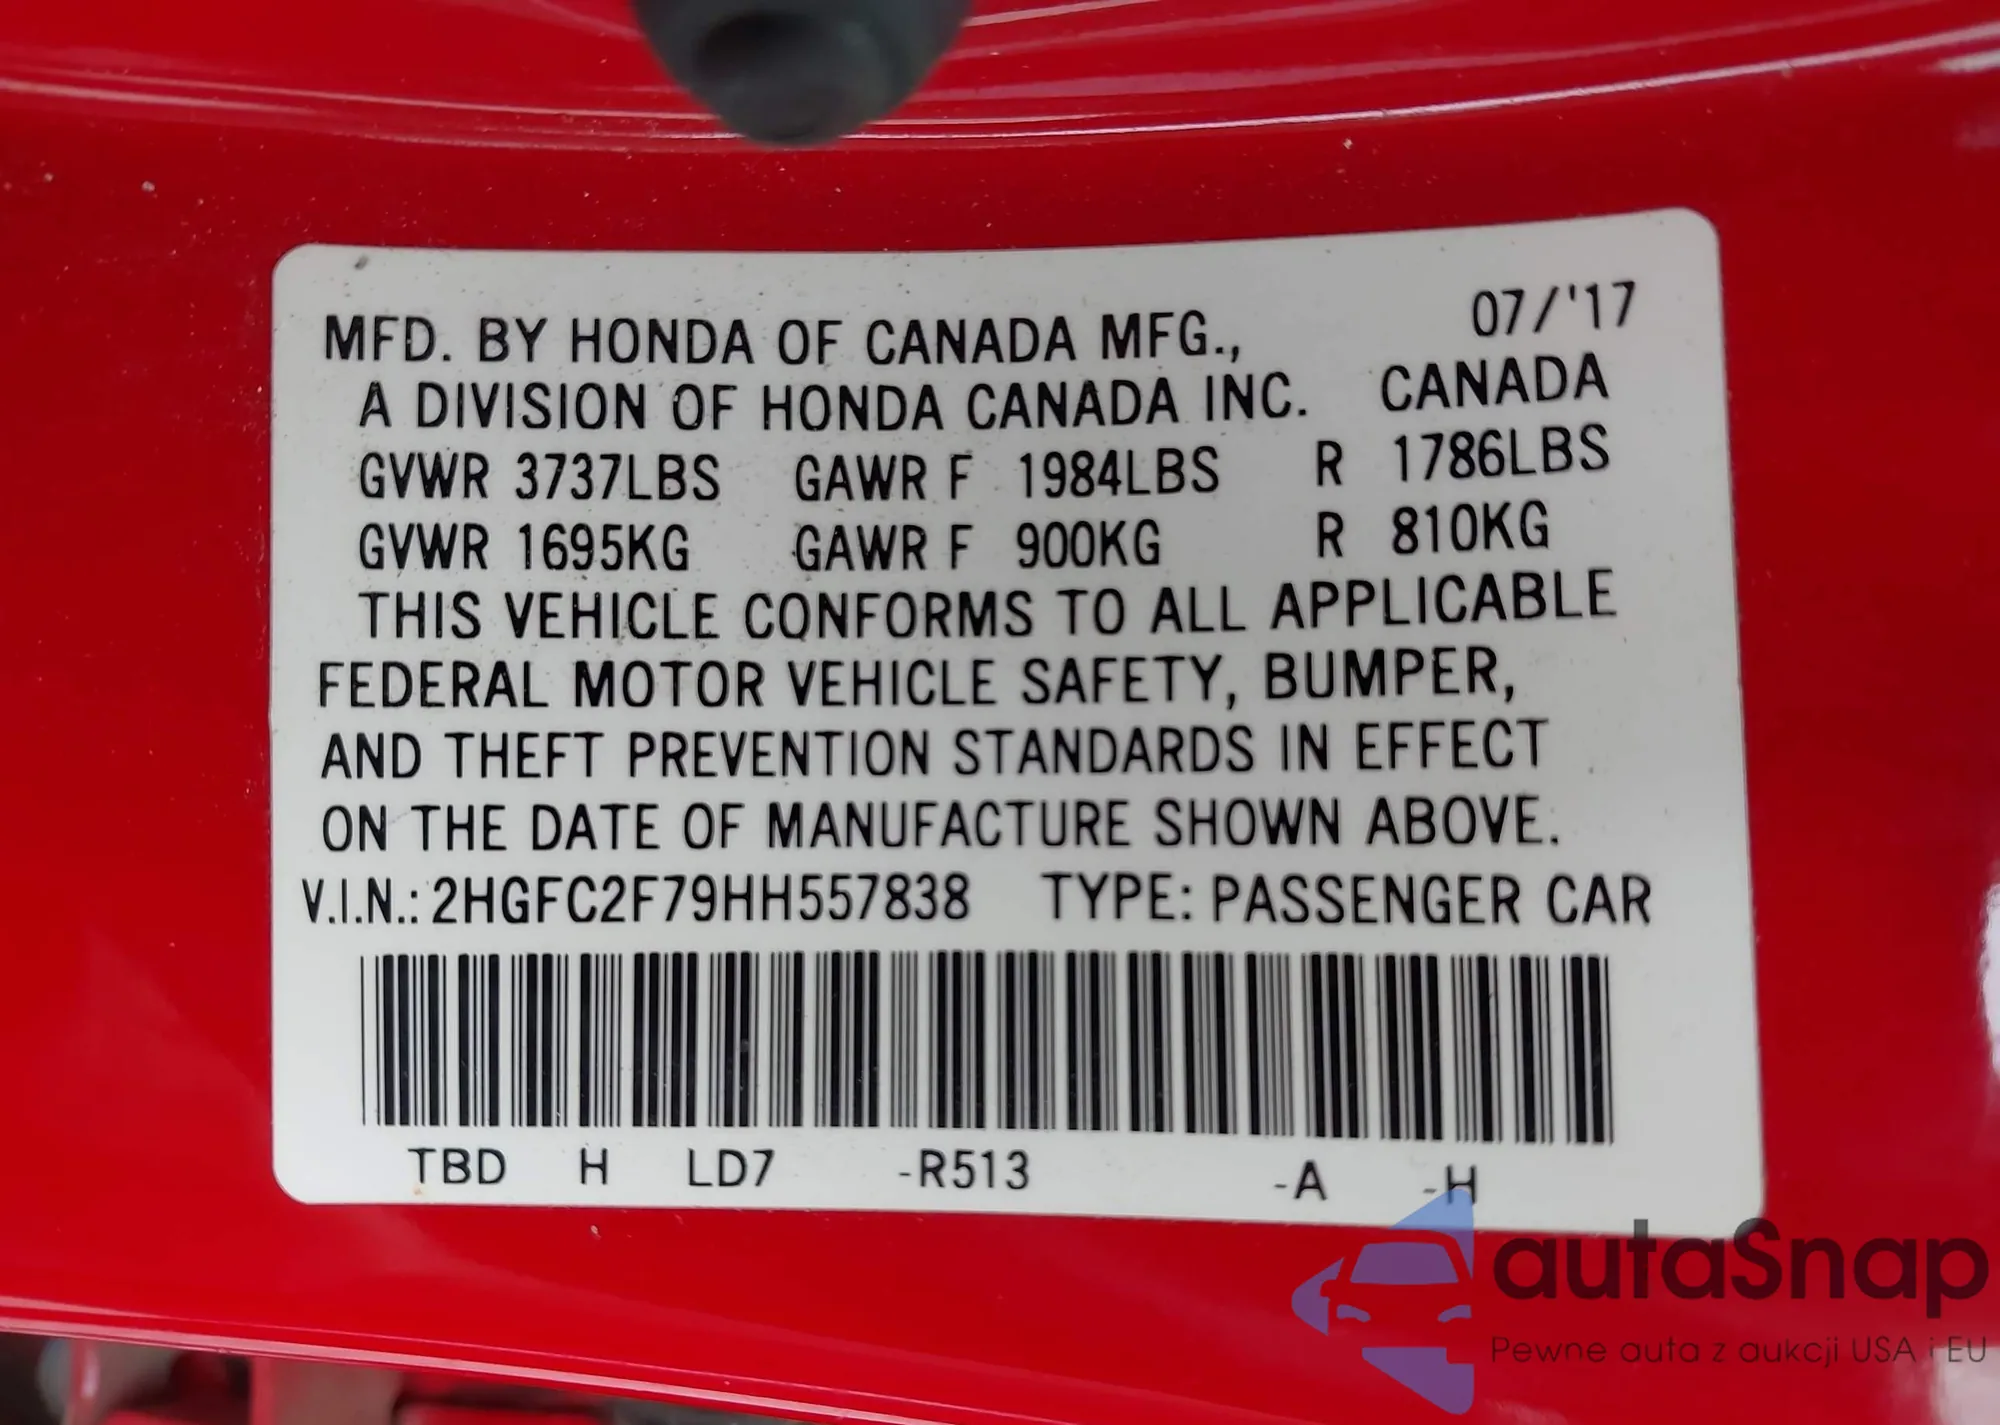 07/'17
MFD. BY HONDA OF CANADA MFG.,
A DIVISION OF HONDA CANADA INC. CANADA
GVWR 3737LBS GAWR F 1984LBS R 1786LBS
GVWR 1695KG GAWR F 900KG R 810KG
THIS VEHICLE CONFORMS TO ALL APPLICABLE
FEDERAL MOTOR VEHICLE SAFETY, BUMPER,
AND THEFT PREVENTION STANDARDS IN EFFECT
ON THE DATE OF MANUFACTURE SHOWN ABOVE.
V.I.N.: 2HGFC2F79HH557838 TYPE: PASSENGER CAR
TBD H LD7 -R513 -A -H
autaSnap
Pewne auta z aukcji USA i EU